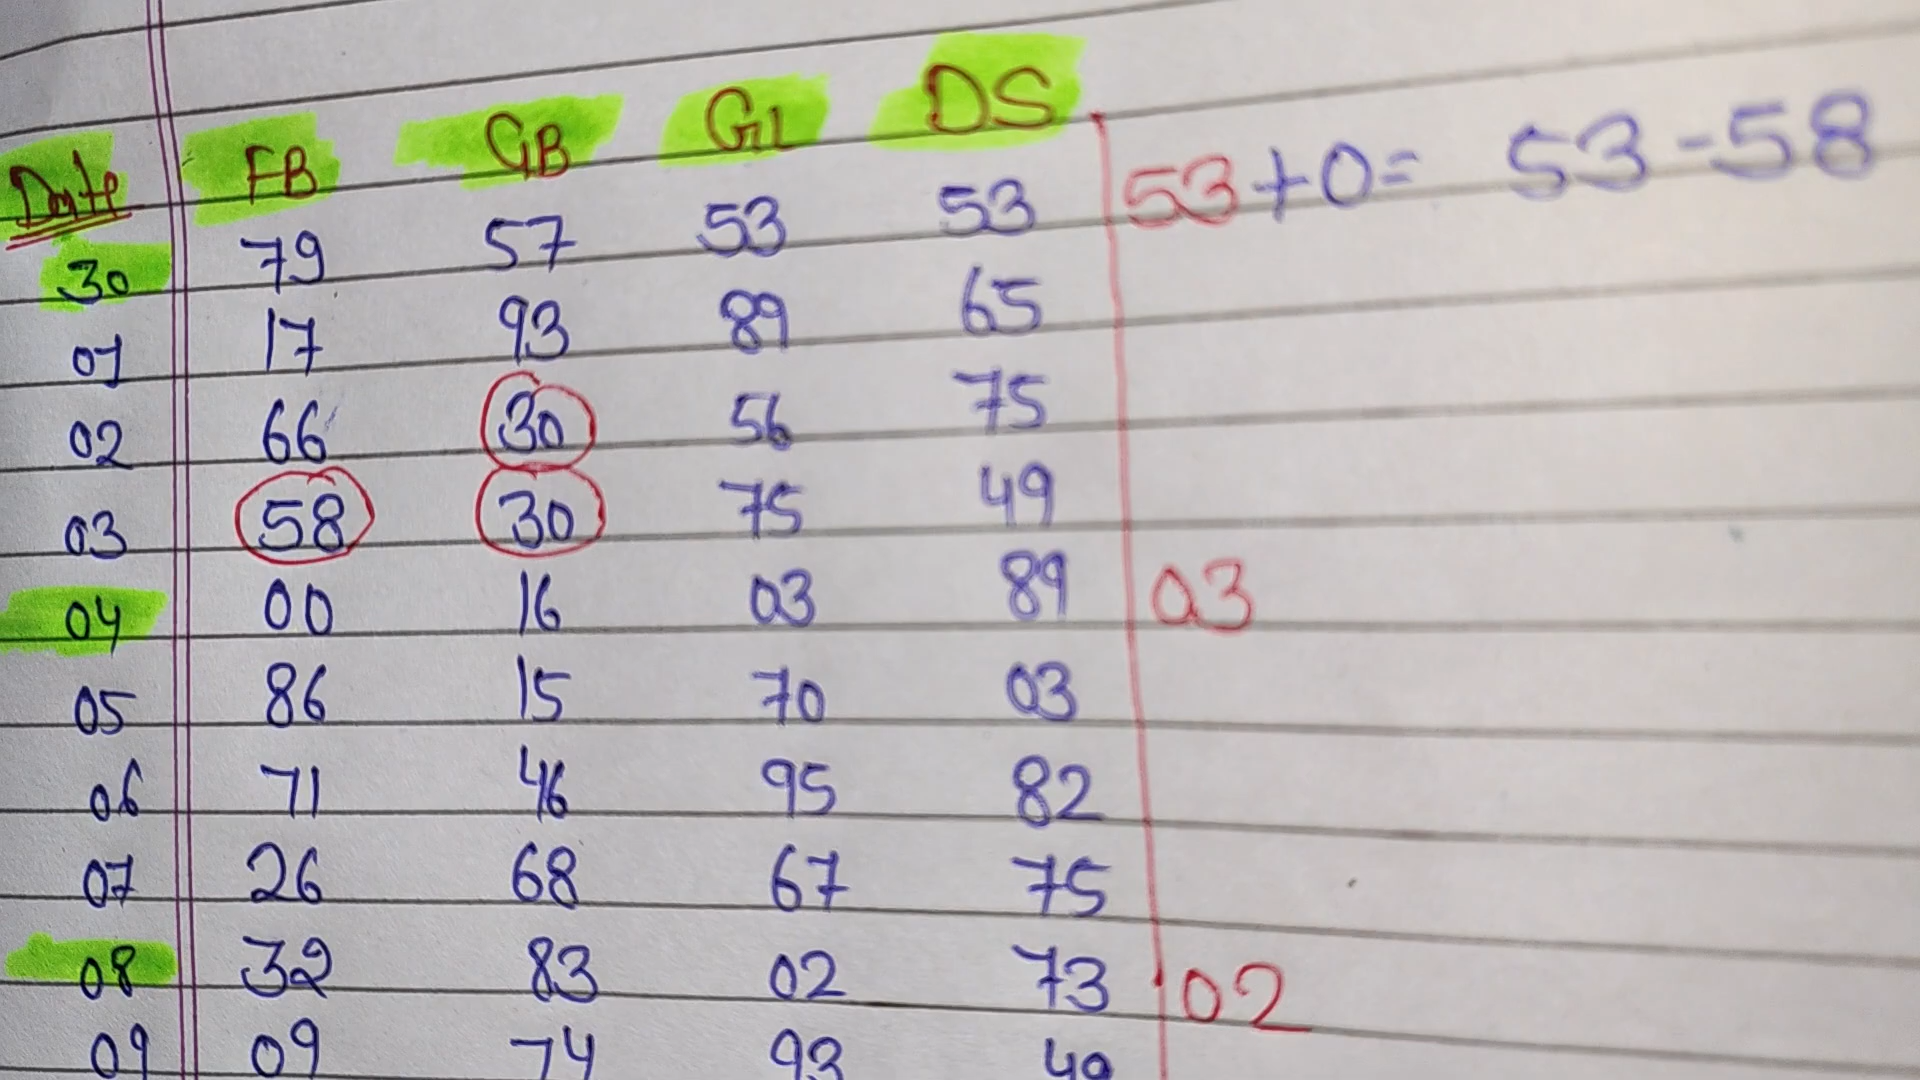 Date FB GB GL DS
30 79 57 53 53 53+0= 53-58
01 17 93 89 65
02 66 30 56 75
03 58 30 75 49
04 00 16 03 89 03
05 86 15 70 03
06 71 46 95 82
07 26 68 67 75
08 32 83 02 73 02
09 09 74 93 49